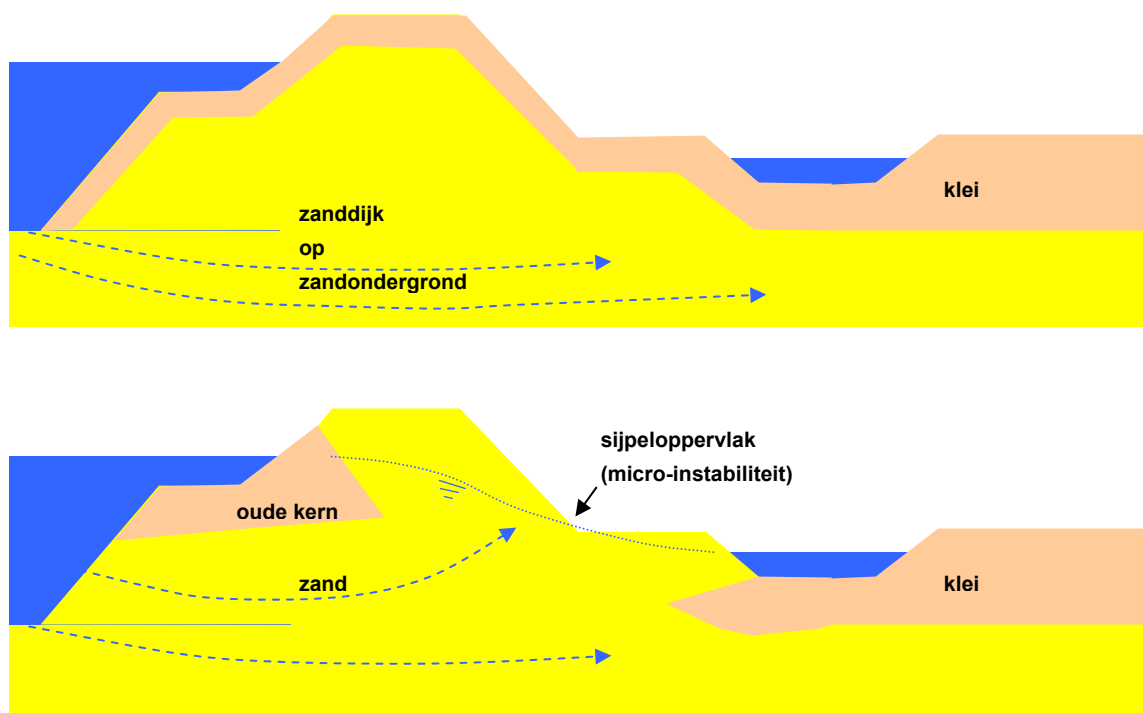 zanddijk
op
zandondergrond
klei
sijpeloppervlak
(micro-instabiliteit)
oude kern
zand
klei